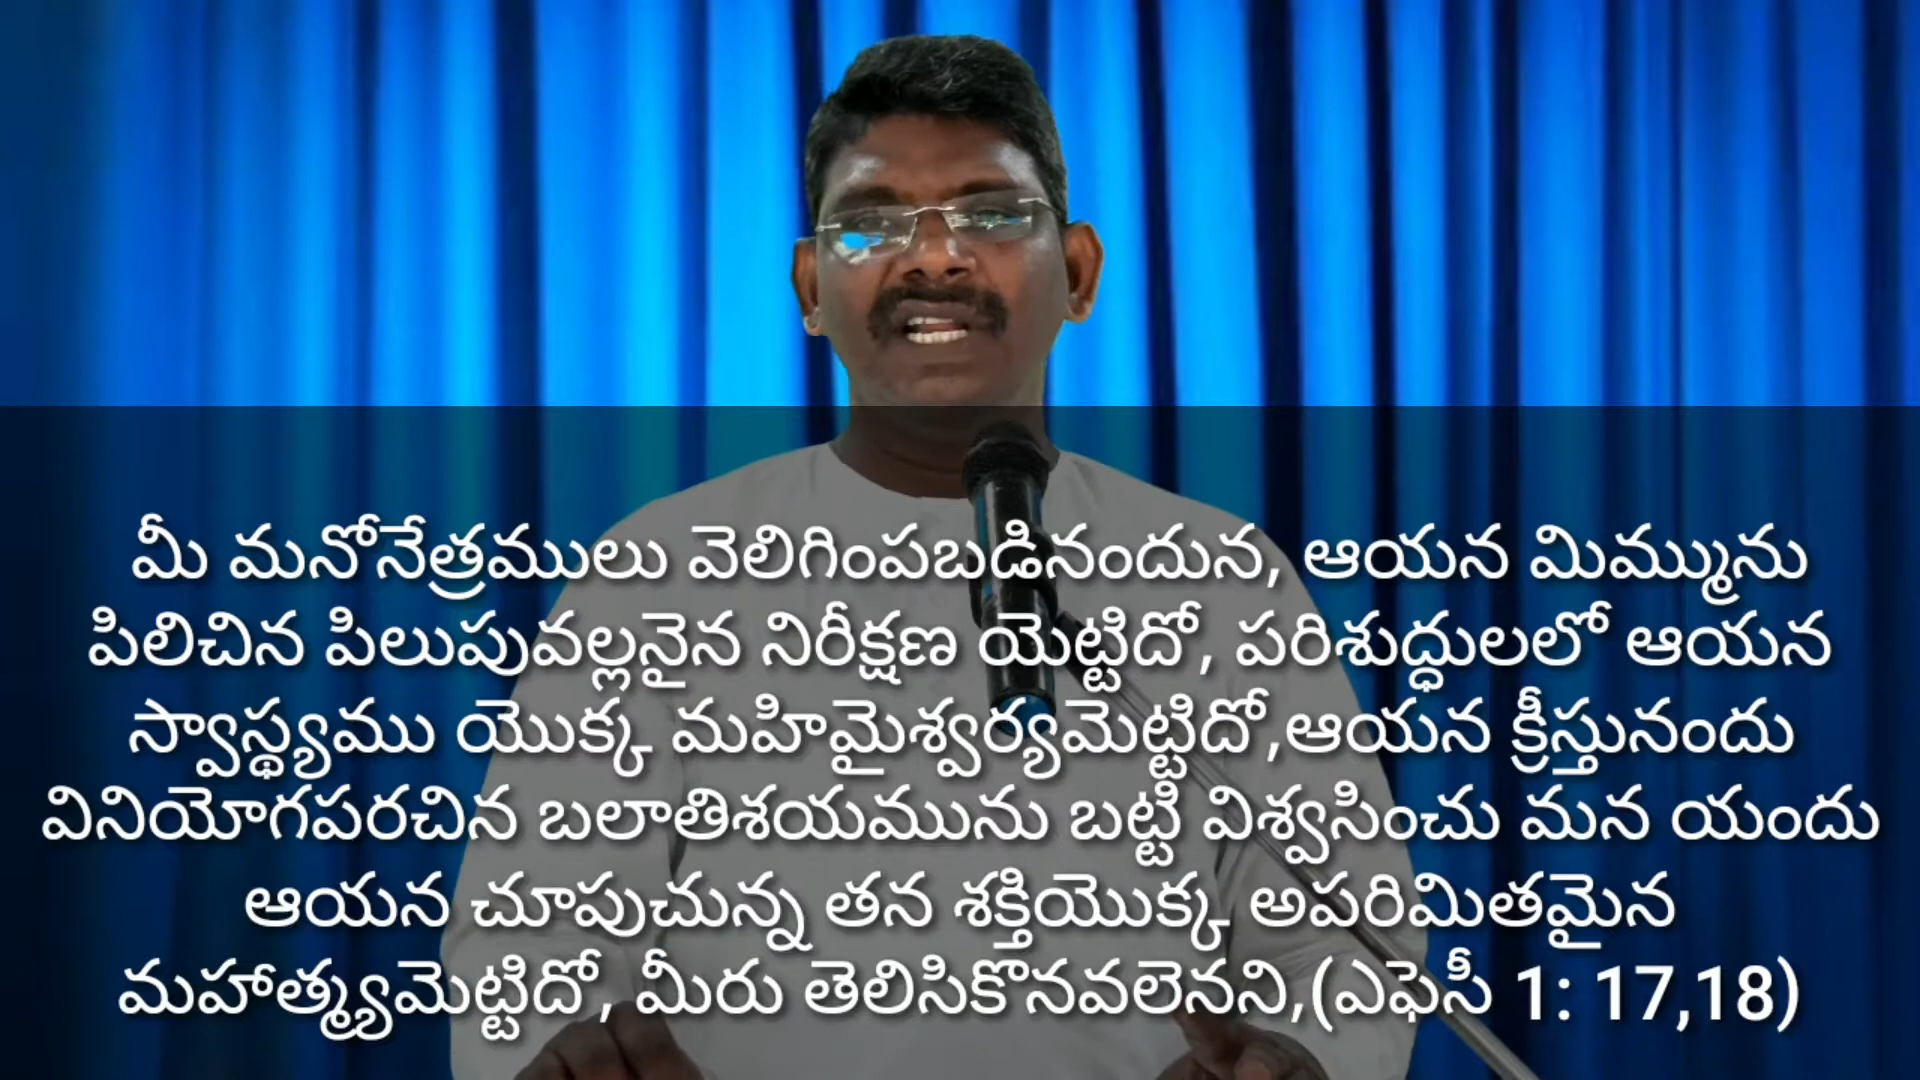 మీ మనోనేత్రములు వెలిగింపబడినందున, ఆయన మిమ్మును
పిలిచిన పిలుపువల్లనైన నిరీక్షణ యెట్టిదో, పరిశుద్ధులలో ఆయన
స్వాస్థ్యము యొక్క మహిమైశ్వర్యమెట్టిదో,ఆయన క్రీస్తునందు
వినియోగపరచిన బలాతిశయమును బట్టి విశ్వసించు మన యందు
ఆయన చూపుచున్న తన శక్తియొక్క అపరిమితమైన
మహాత్మ్యమెట్టిదో, మీరు తెలిసికొనవలెనని,(ఎఫెసీ 1: 17,18)